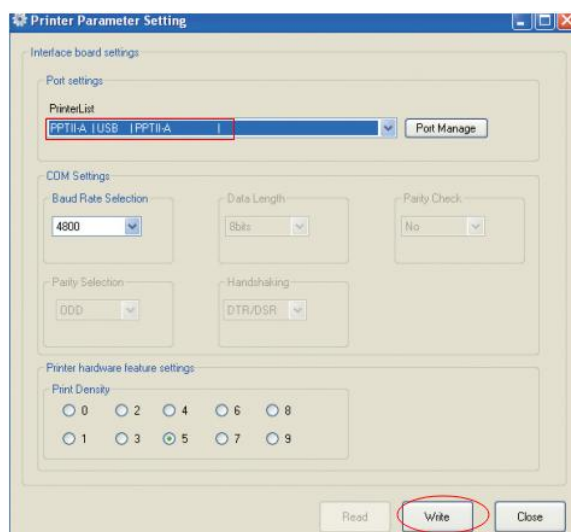 Printer Parameter Setting
Interface board settings
Port settings
PrinterList
PPTII-A | USB | PPTII-A |
Port Manage
COM Settings
Baud Rate Selection Data Length Parity Check
4800 8bits No
Parity Selection Handshaking
ODD DTR/DSR
Printer hardware feature settings
Print Density
0 2 4 6 8
1 3 5 7 9
Read Write Close